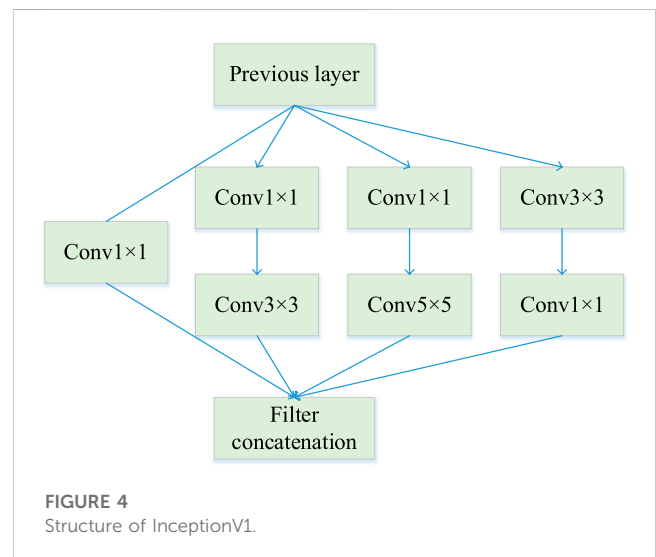 Previous layer
Conv1×1
Conv1×1
Conv3×3
Conv1×1
Conv3×3
Conv5×5
Conv1×1
Filter
concatenation
FIGURE 4
Structure of InceptionV1.